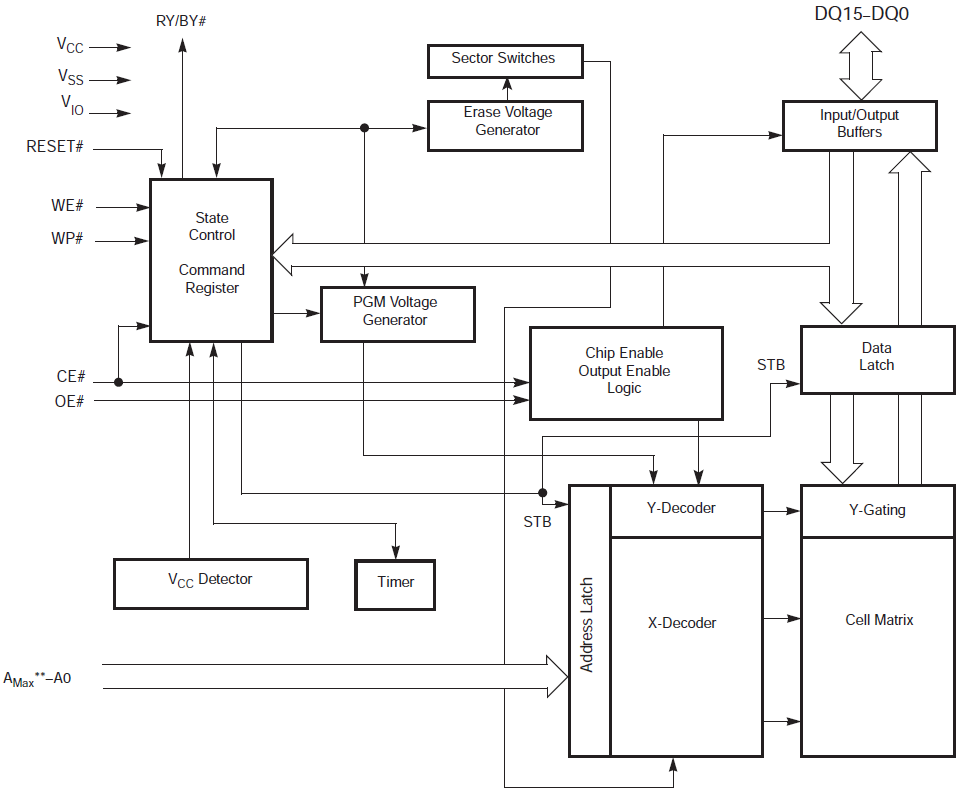 RY/BY#
DQ15–DQ0
VCC
VSS
VIO
RESET#
WE#
WP#
CE#
OE#
Sector Switches
Erase Voltage
Generator
Input/Output
Buffers
State
Control
Command
Register
PGM Voltage
Generator
Chip Enable
Output Enable
Logic
STB
Data
Latch
STB
Y-Decoder
Y-Gating
VCC Detector
Timer
Address Latch
X-Decoder
Cell Matrix
AMax**–A0